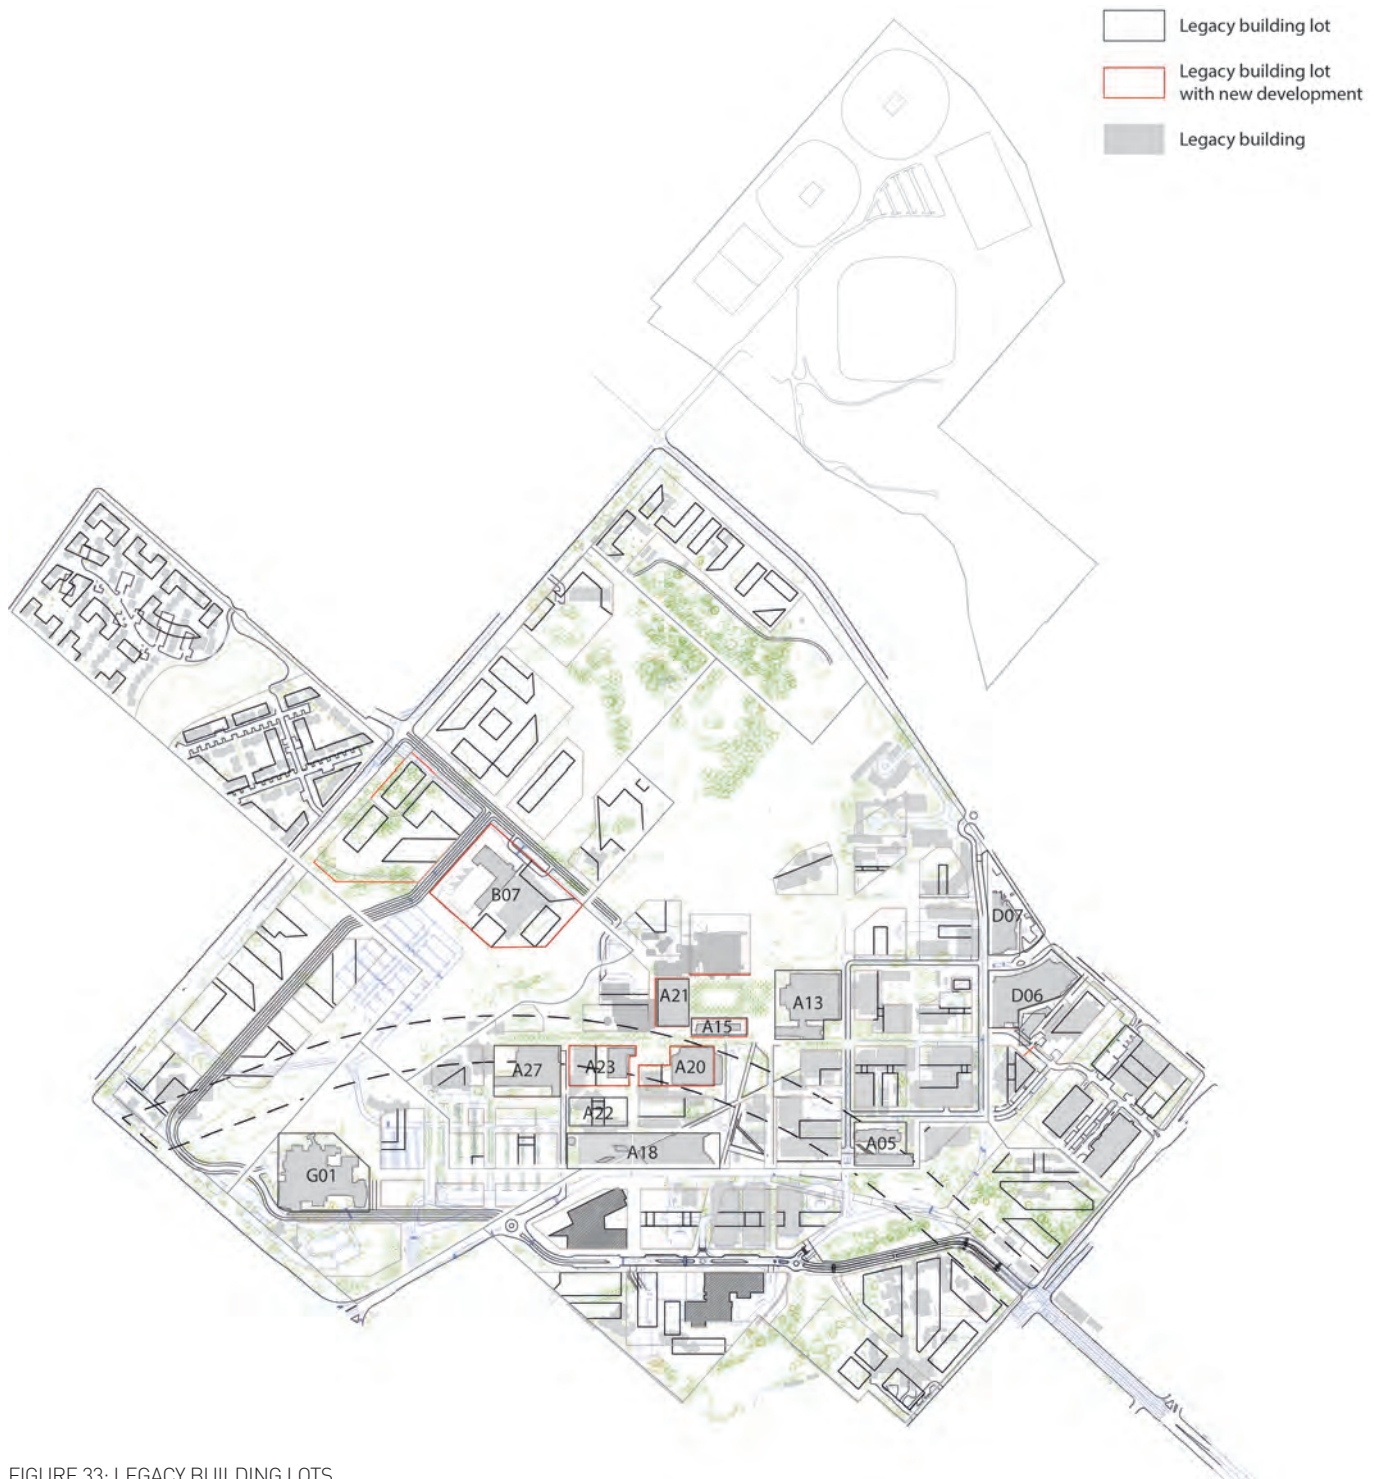 Legacy building lot
Legacy building lot
with new development
Legacy building
B07
D07
A21
A13
D06
A15
A27
A23
A20
A22
A18
A05
G01
FIGURE 33: LEGACY BUILDING LOTS